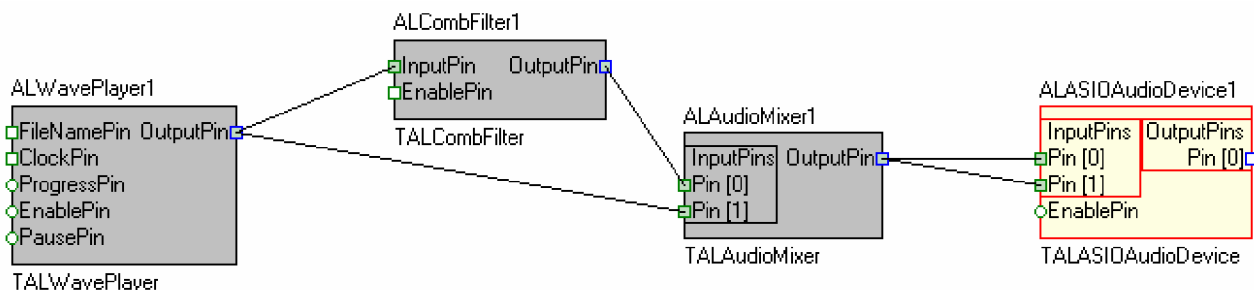 ALWavePlayer1
FileNamePin OutputPin
ClockPin
ProgressPin
EnablePin
PausePin
TALWavePlayer
ALCombFilter1
InputPin OutputPin
EnablePin
TALCombFilter
ALAudioMixer1
InputPins OutputPin
Pin [0]
Pin [1]
TALAudioMixer
ALASIOAudioDevice1
InputPins OutputPins
Pin [0] Pin [0]
Pin [1]
EnablePin
TALASIOAudioDevice